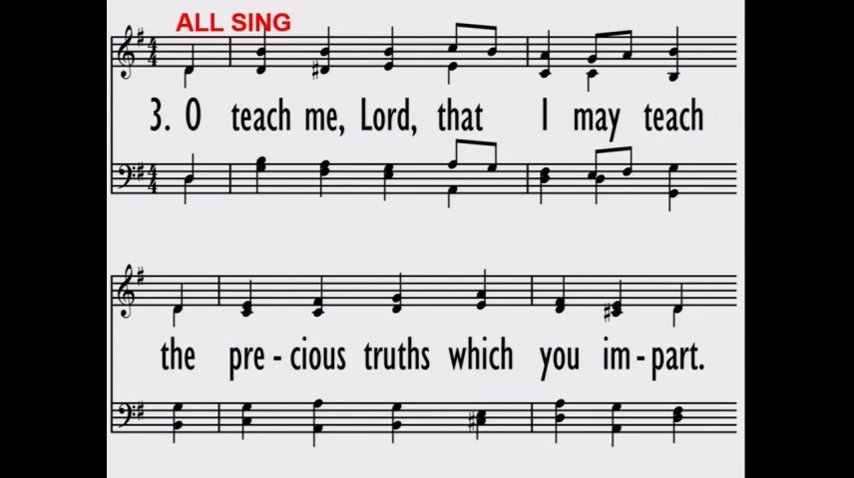 ALL SING
3. O teach me, Lord, that I may teach
the pre - cious truths which you im - part.